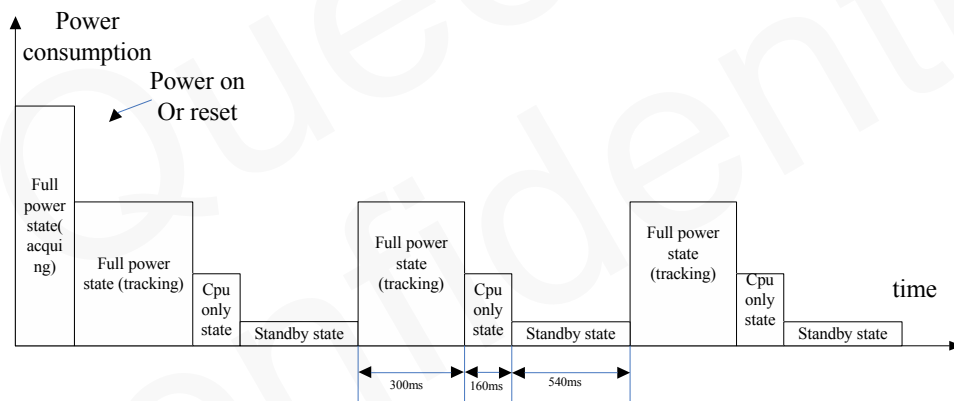 Power
consumption
Power on
Or reset
Full
power
state(
acqui
ng)
Full power
state (tracking)
Cpu
only
state
Standby state
Full power
state
(tracking)
Cpu
only
state
Standby state
Full power
state
(tracking)
Cpu
only
state
Standby state
time
300ms
160ms
540ms